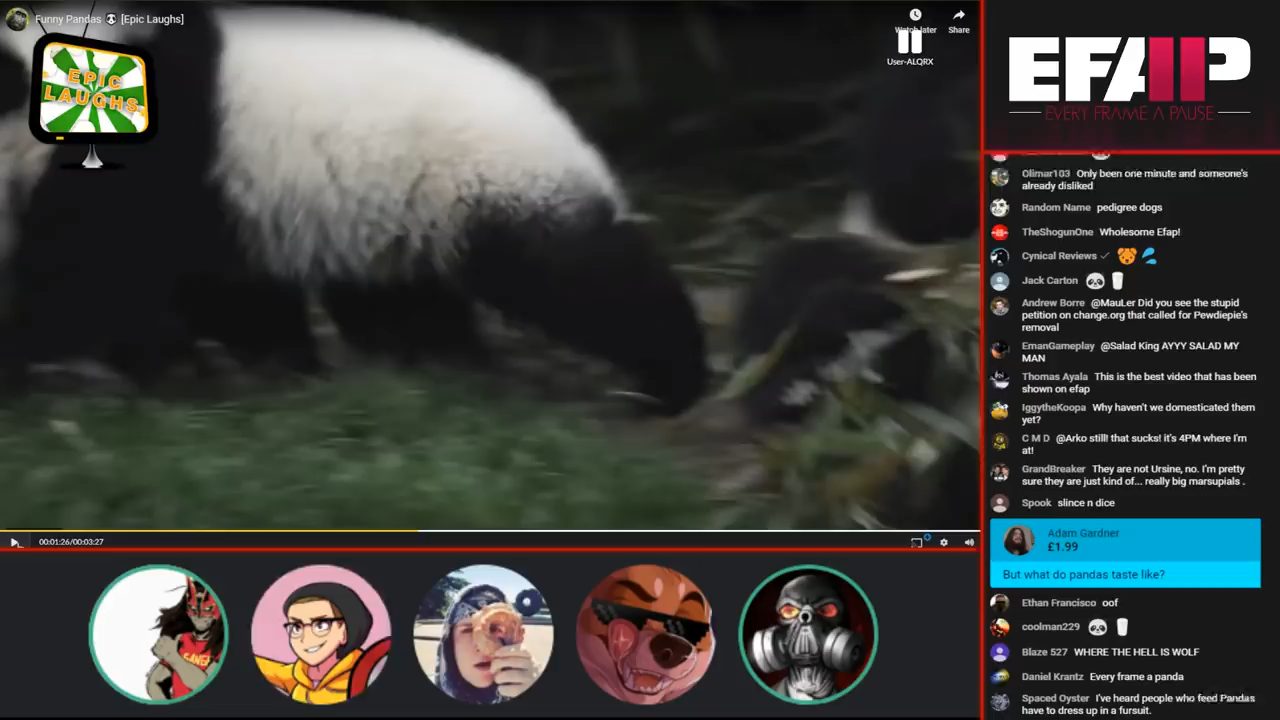 Funny Pandas 🐼 [Epic Laughs]
EPIC
LAUGHS
Watch later
Share
User-ALQRX
00:01:26/00:03:27
SAVAGE
EFAP
EVERY FRAME A PAUSE
Olimar103 Only been one minute and someone's
already disliked
Random Name pedigree dogs
TheShogunOne Wholesome Efap!
Cynical Reviews ✓ 🐶 💦
Jack Carton 🐼 🥛
Andrew Borre @MauLer Did you see the stupid
petition on change.org that called for Pewdiepie's
removal
EmanGameplay @Salad King AYYY SALAD MY
MAN
Thomas Ayala This is the best video that has been
shown on efap
IggytheKoopa Why haven't we domesticated them
yet?
C M D @Arko still! that sucks! it's 4PM where I'm
at!
GrandBreaker They are not Ursine, no. I'm pretty
sure they are just kind of... really big marsupials .
Spook slince n dice
Adam Gardner
£1.99
But what do pandas taste like?
Ethan Francisco oof
coolman229 🐼 🥛
Blaze 527 WHERE THE HELL IS WOLF
Daniel Krantz Every frame a panda
Spaced Oyster I've heard people who feed Pandas
have to dress up in a fursuit.